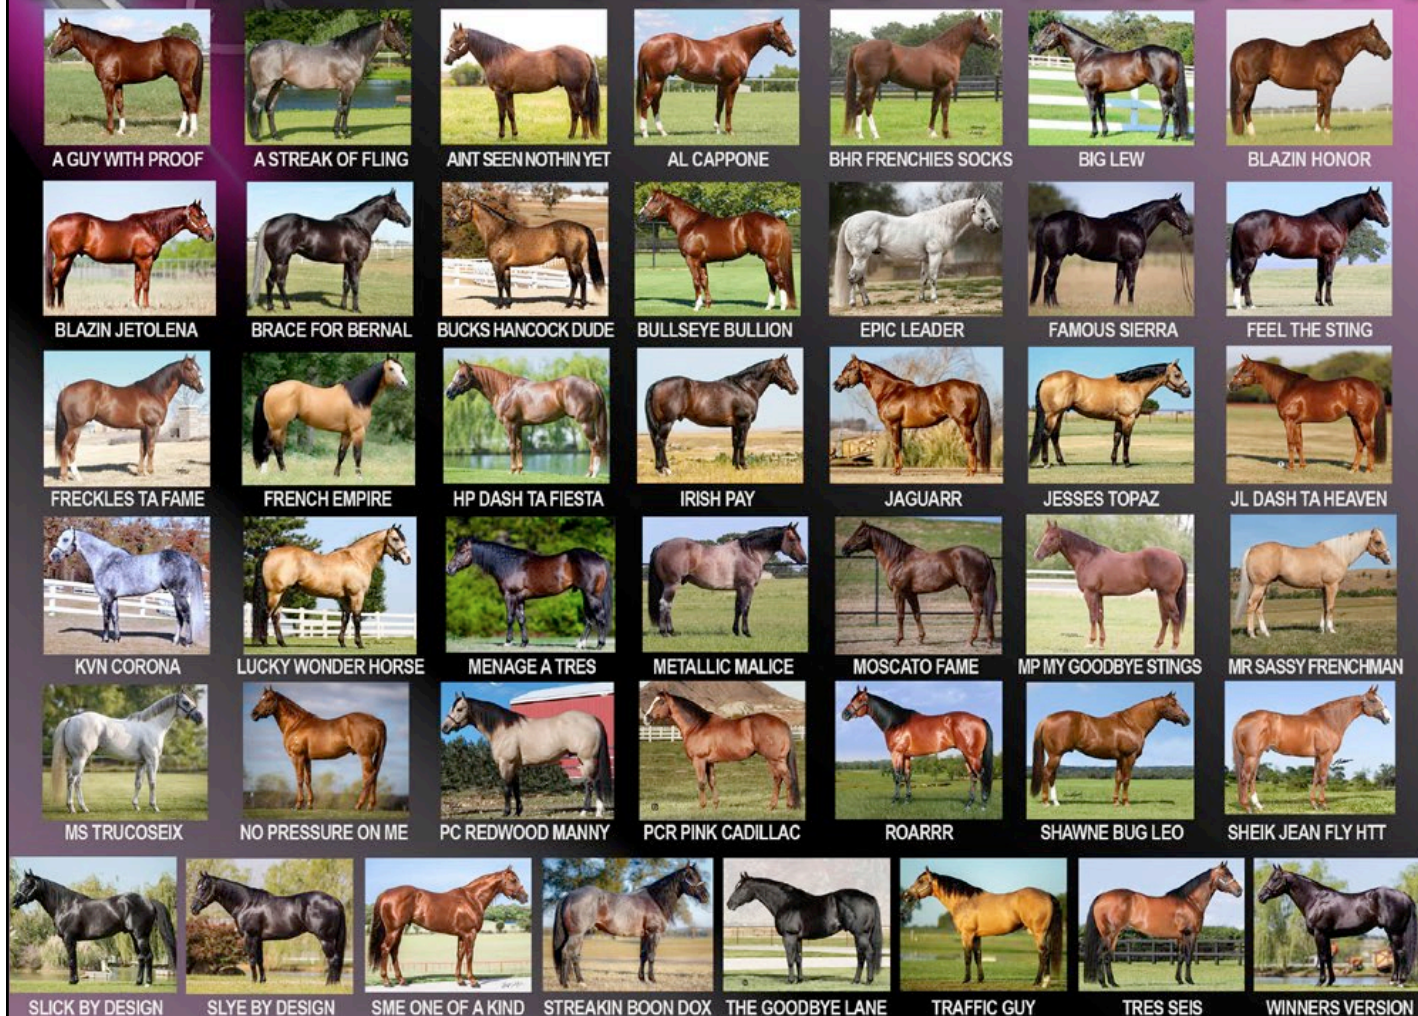 A GUY WITH PROOF
A STREAK OF FLING
AINT SEEN NOTHIN YET
AL CAPPONE
BHR FRENCHIES SOCKS
BIG LEW
BLAZIN HONOR
BLAZIN JETOLENA
BRACE FOR BERNAL
BUCKS HANCOCK DUDE
BULLSEYE BULLION
EPIC LEADER
FAMOUS SIERRA
FEEL THE STING
FRECKLES TA FAME
FRENCH EMPIRE
HP DASH TA FIESTA
IRISH PAY
JAGUARR
JESSES TOPAZ
JL DASH TA HEAVEN
KVN CORONA
LUCKY WONDER HORSE
MENAGE A TRES
METALLIC MALICE
MOSCATO FAME
MP MY GOODBYE STINGS
MR SASSY FRENCHMAN
MS TRUCOSEIX
NO PRESSURE ON ME
PC REDWOOD MANNY
PCR PINK CADILLAC
ROARRR
SHAWNE BUG LEO
SHEIK JEAN FLY HTT
SLICK BY DESIGN
SLYE BY DESIGN
SME ONE OF A KIND
STREAKIN BOON DOX
THE GOODBYE LANE
TRAFFIC GUY
TRES SEIS
WINNERS VERSION